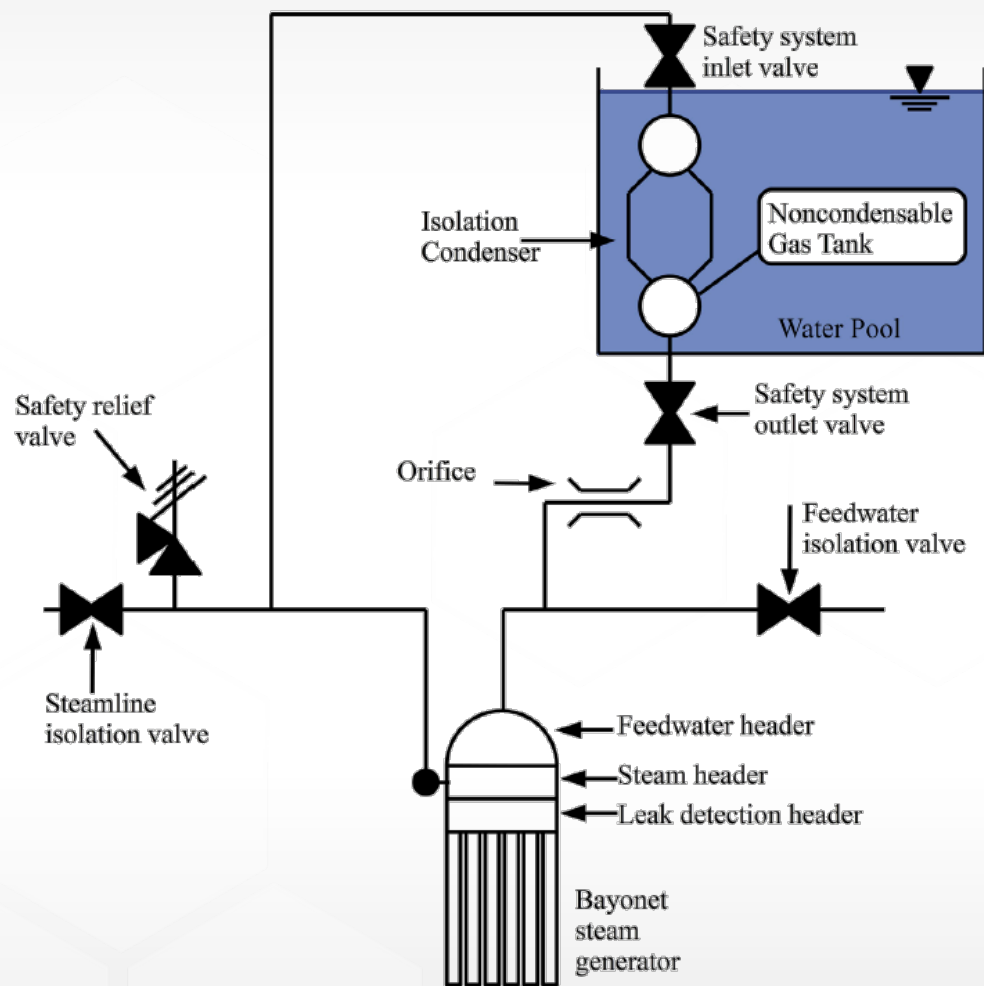 Safety system
inlet valve
Isolation
Condenser
Noncondensable
Gas Tank
Water Pool
Safety relief
valve
Safety system
outlet valve
Orifice
Feedwater
isolation valve
Steamline
isolation valve
Feedwater header
Steam header
Leak detection header
Bayonet
steam
generator